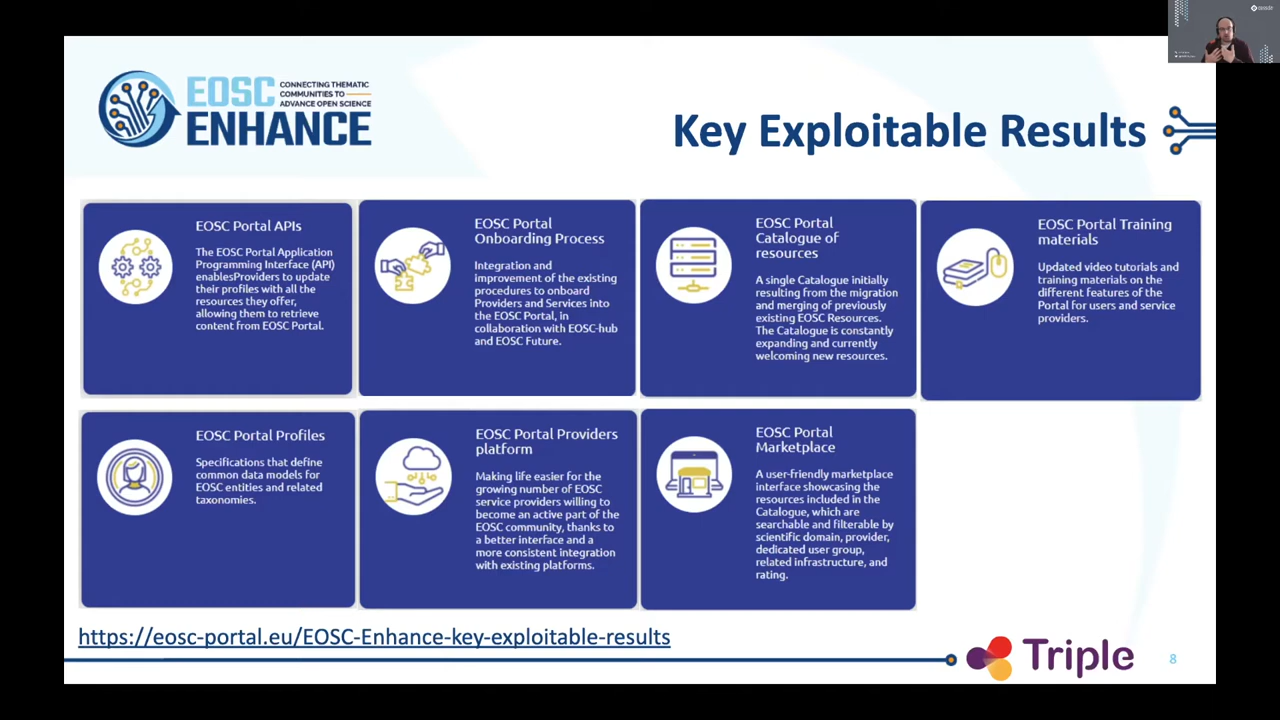 EOSC
ENHANCE
CONNECTING THEMATIC
COMMUNITIES TO
ADVANCE OPEN SCIENCE
Key Exploitable Results
EOSC Portal APIs
The EOSC Portal Application
Programming Interface (API)
enablesProviders to update
their profiles with all the
resources they offer,
allowing them to retrieve
content from EOSC Portal.
EOSC Portal
Onboarding Process
Integration and
improvement of the existing
procedures to onboard
Providers and Services into
the EOSC Portal, in
collaboration with EOSC-hub
and EOSC Future.
EOSC Portal
Catalogue of
resources
A single Catalogue initially
resulting from the migration
and merging of previously
existing EOSC Resources.
The Catalogue is constantly
expanding and currently
welcoming new resources.
EOSC Portal Training
materials
Updated video tutorials and
training materials on the
different features of the
Portal for users and service
providers.
EOSC Portal Profiles
Specifications that define
common data models for
EOSC entities and related
taxonomies.
EOSC Portal Providers
platform
Making life easier for the
growing number of EOSC
service providers willing to
become an active part of the
EOSC community, thanks to
a better interface and a
more consistent integration
with existing platforms.
EOSC Portal
Marketplace
A user-friendly marketplace
interface showcasing the
resources included in the
Catalogue, which are
searchable and filterable by
scientific domain, provider,
dedicated user group,
related infrastructure, and
rating.
https://eosc-portal.eu/EOSC-Enhance-key-exploitable-results
Triple
8